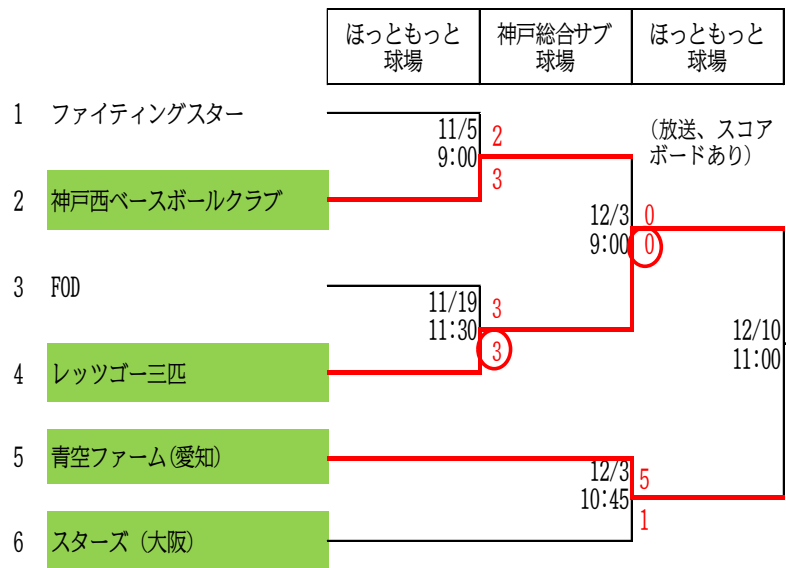 ほっともっと
球場
神戸総合サブ
球場
ほっともっと
球場
1 ファイティングスター
11/5
9:00
2
3
(放送、スコア
ボードあり)
2 神戸西ベースボールクラブ
12/3
9:00
0
0
3 FOD
11/19
11:30
3
3
12/10
11:00
4 レッツゴー三匹
5 青空ファーム(愛知)
12/3
10:45
5
1
6 スターズ（大阪）